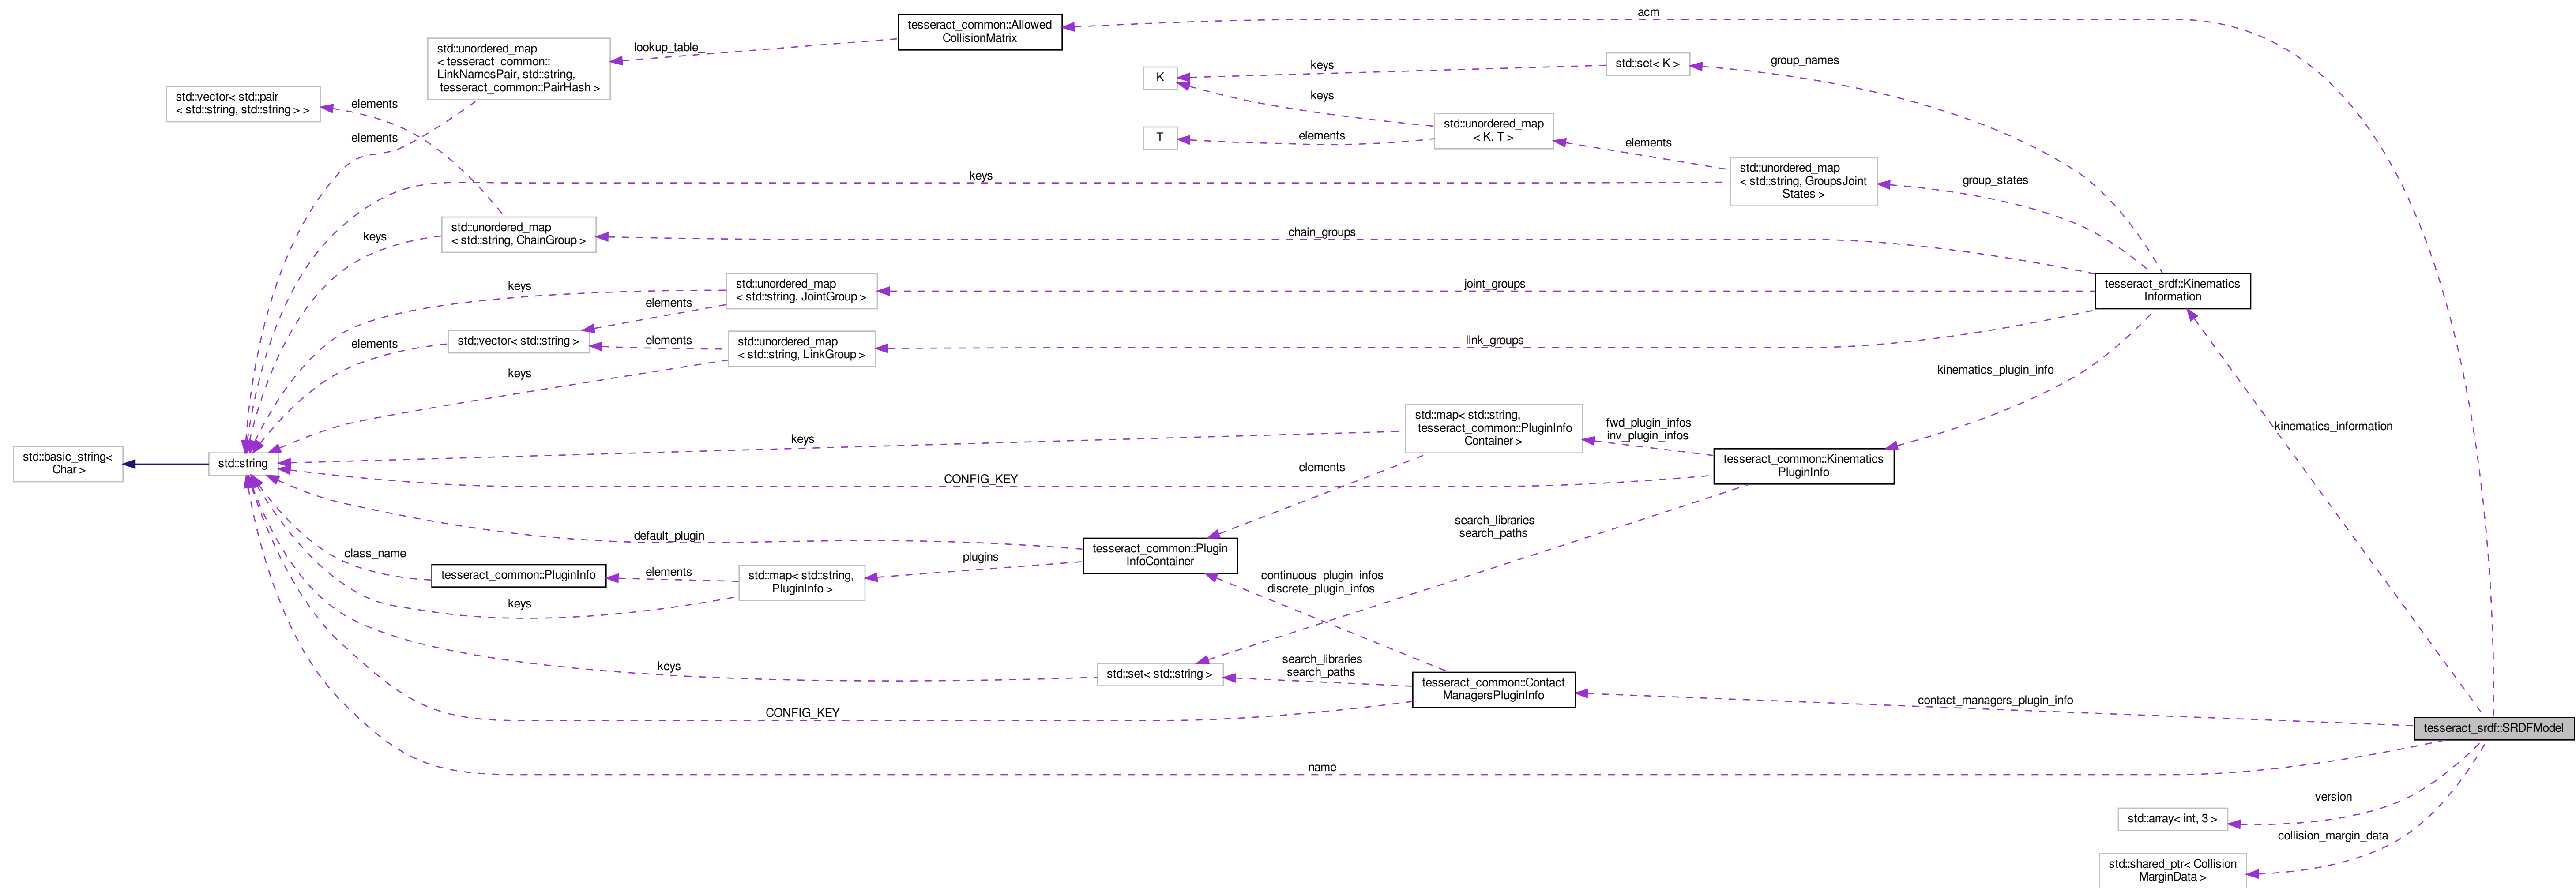 acm
tesseract_common::Allowed
CollisionMatrix
std::unordered_map
< tesseract_common::
LinkNamesPair, std::string,
tesseract_common::PairHash >
lookup_table_
group_names
std::set< K >
keys
K
keys
std::vector< std::pair
< std::string, std::string > >
elements
elements
T
elements
std::unordered_map
< K, T >
elements
std::unordered_map
< std::string, GroupsJoint
States >
group_states
keys
std::unordered_map
< std::string, ChainGroup >
keys
chain_groups
std::unordered_map
< std::string, JointGroup >
keys
elements
joint_groups
tesseract_srdf::Kinematics
Information
std::vector< std::string >
elements
elements
std::unordered_map
< std::string, LinkGroup >
keys
link_groups
kinematics_plugin_info
std::map< std::string,
tesseract_common::PluginInfo
Container >
fwd_plugin_infos
inv_plugin_infos
kinematics_information
keys
std::basic_string<
Char >
std::string
tesseract_common::Kinematics
PluginInfo
elements
CONFIG_KEY
search_libraries
search_paths
default_plugin
class_name
tesseract_common::Plugin
InfoContainer
plugins
tesseract_common::PluginInfo
elements
std::map< std::string,
PluginInfo >
continuous_plugin_infos
discrete_plugin_infos
keys
keys
std::set< std::string >
search_libraries
search_paths
tesseract_common::Contact
ManagersPluginInfo
contact_managers_plugin_info
CONFIG_KEY
tesseract_srdf::SRDFModel
name
version
std::array< int, 3 >
collision_margin_data
std::shared_ptr< Collision
MarginData >